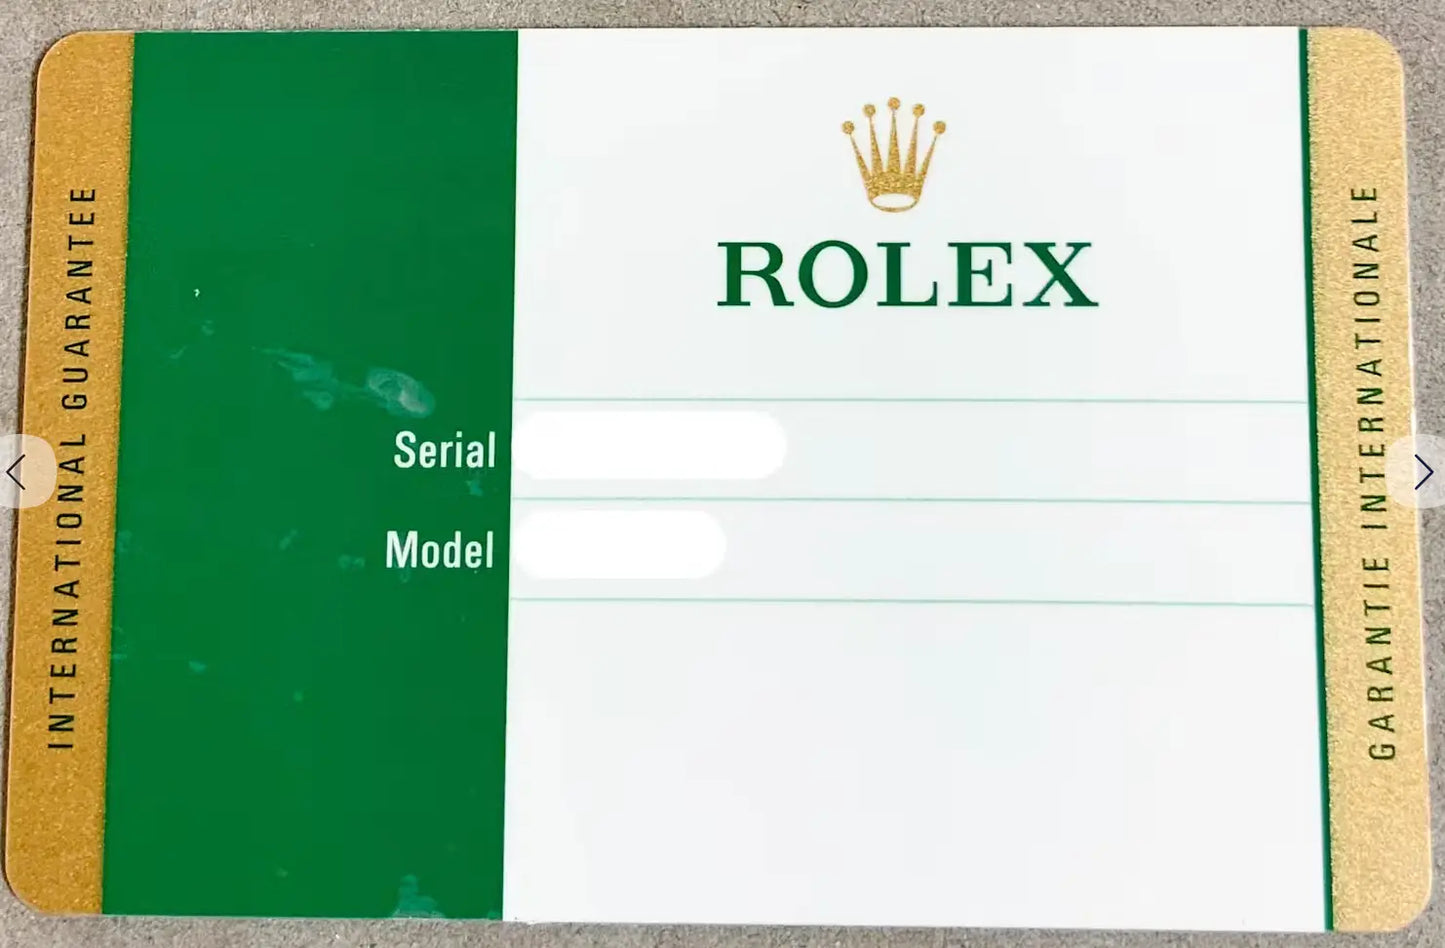 INTERNATIONAL GUARANTEE
ROLEX
Serial
Model
GARANTIE INTERNATIONALE